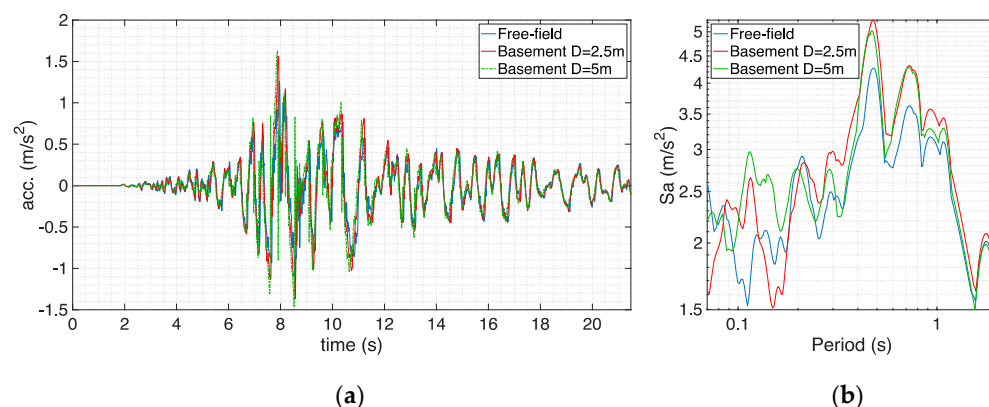 2
1.5
1
0.5
0
-0.5
-1
-1.5
acc. (m/s²)
0 2 4 6 8 10 12 14 16 18 20
time (s)
Free-field
Basement D=2.5m
Basement D=5m
(a)
5
4.5
4
3.5
3
2.5
2
1.5
Sa (m/s²)
0.1 1
Period (s)
Free-field
Basement D=2.5m
Basement D=5m
(b)